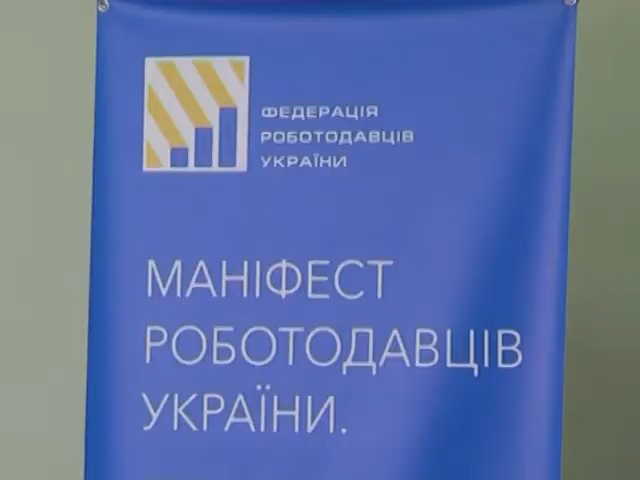 ФЕДЕРАЦІЯ
РОБОТОДАВЦІВ
УКРАЇНИ
МАНІФЕСТ
РОБОТОДАВЦІВ
УКРАЇНИ.